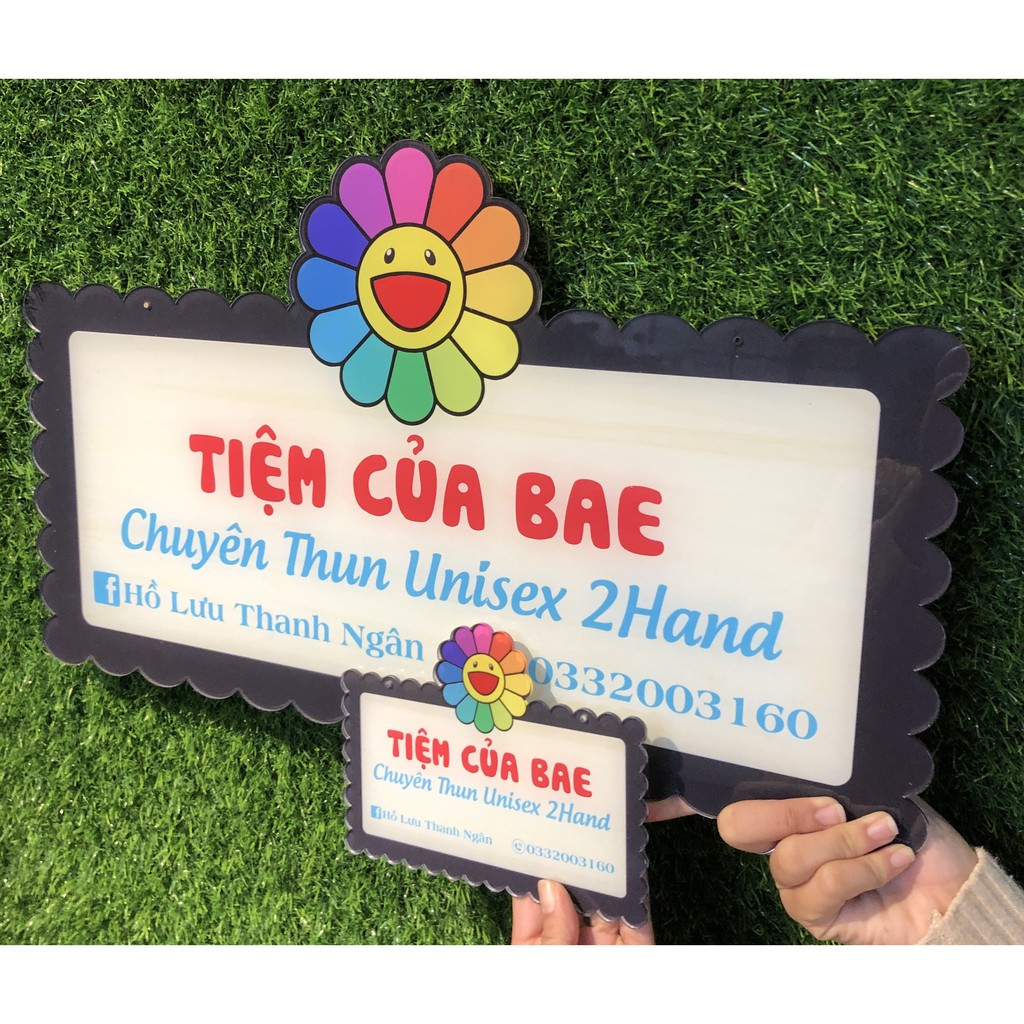 TIỆM CỦA BAE
Chuyên Thun Unisex 2Hand
Hồ Lưu Thanh Ngân 0332003160
TIỆM CỦA BAE
Chuyên Thun Unisex 2Hand
Hồ Lưu Thanh Ngân 0332003160